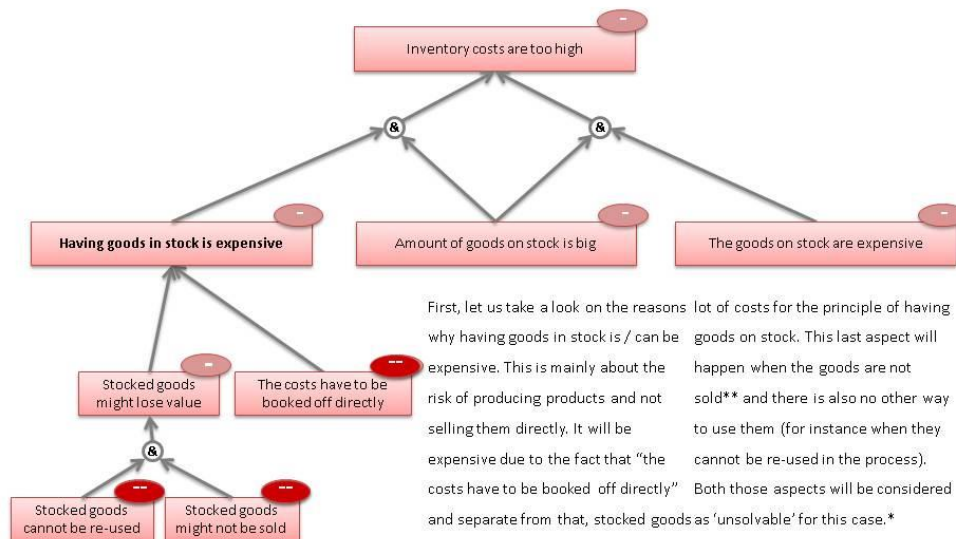 -
Inventory costs are too high
&
&
-
-
-
Having goods in stock is expensive
Amount of goods on stock is big
The goods on stock are expensive
-
--
Stocked goods
might lose value
The costs have to be
booked off directly
&
--
--
Stocked goods
cannot be re-used
Stocked goods
might not be sold
First, let us take a look on the reasons
why having goods in stock is / can be
expensive. This is mainly about the
risk of producing products and not
selling them directly. It will be
expensive due to the fact that “the
costs have to be booked off directly”
and separate from that, stocked goods
lot of costs for the principle of having
goods on stock. This last aspect will
happen when the goods are not
sold** and there is also no other way
to use them (for instance when they
cannot be re-used in the process).
Both those aspects will be considered
as ‘unsolvable’ for this case.*